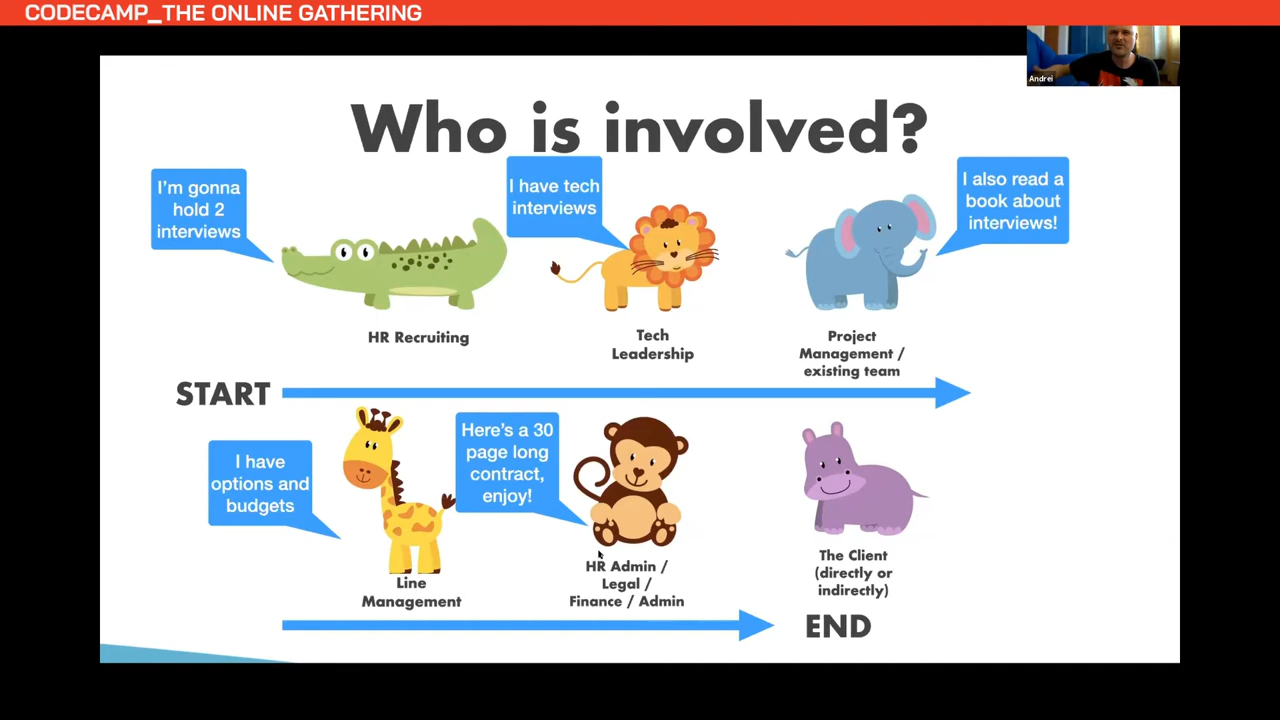 CODECAMP_THE ONLINE GATHERING
Andrei
Who is involved?
I'm gonna
hold 2
interviews
I have tech
interviews
I also read a
book about
interviews!
HR Recruiting
Tech
Leadership
Project
Management /
existing team
START
I have
options and
budgets
Here's a 30
page long
contract,
enjoy!
Line
Management
HR Admin /
Legal /
Finance / Admin
The Client
(directly or
indirectly)
END